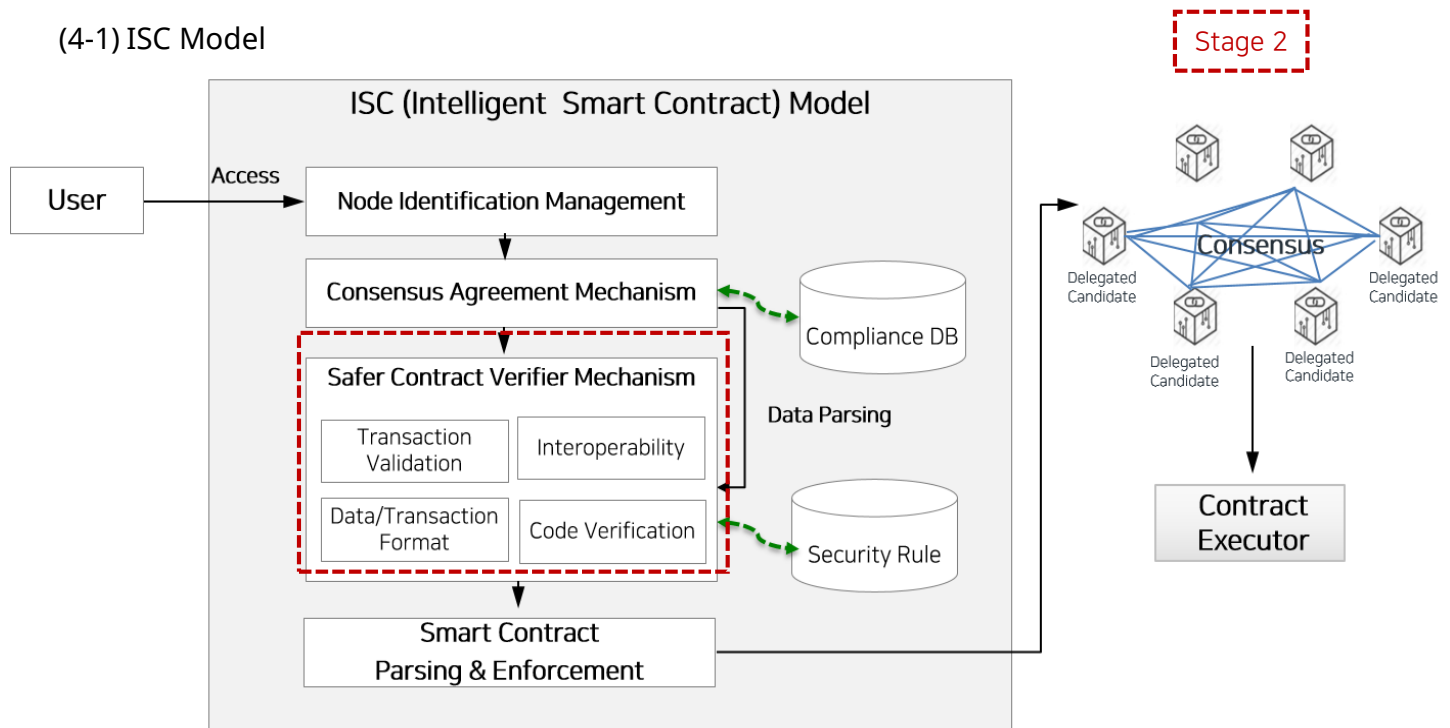 (4-1) ISC Model
Stage 2
ISC (Intelligent Smart Contract) Model
User
Access
Node Identification Management
Consensus Agreement Mechanism
Compliance DB
Safer Contract Verifier Mechanism
Data Parsing
Transaction
Validation
Interoperability
Data/Transaction
Format
Code Verification
Security Rule
Smart Contract
Parsing & Enforcement
Consensus
Delegated
Candidate
Delegated
Candidate
Delegated
Candidate
Delegated
Candidate
Contract
Executor